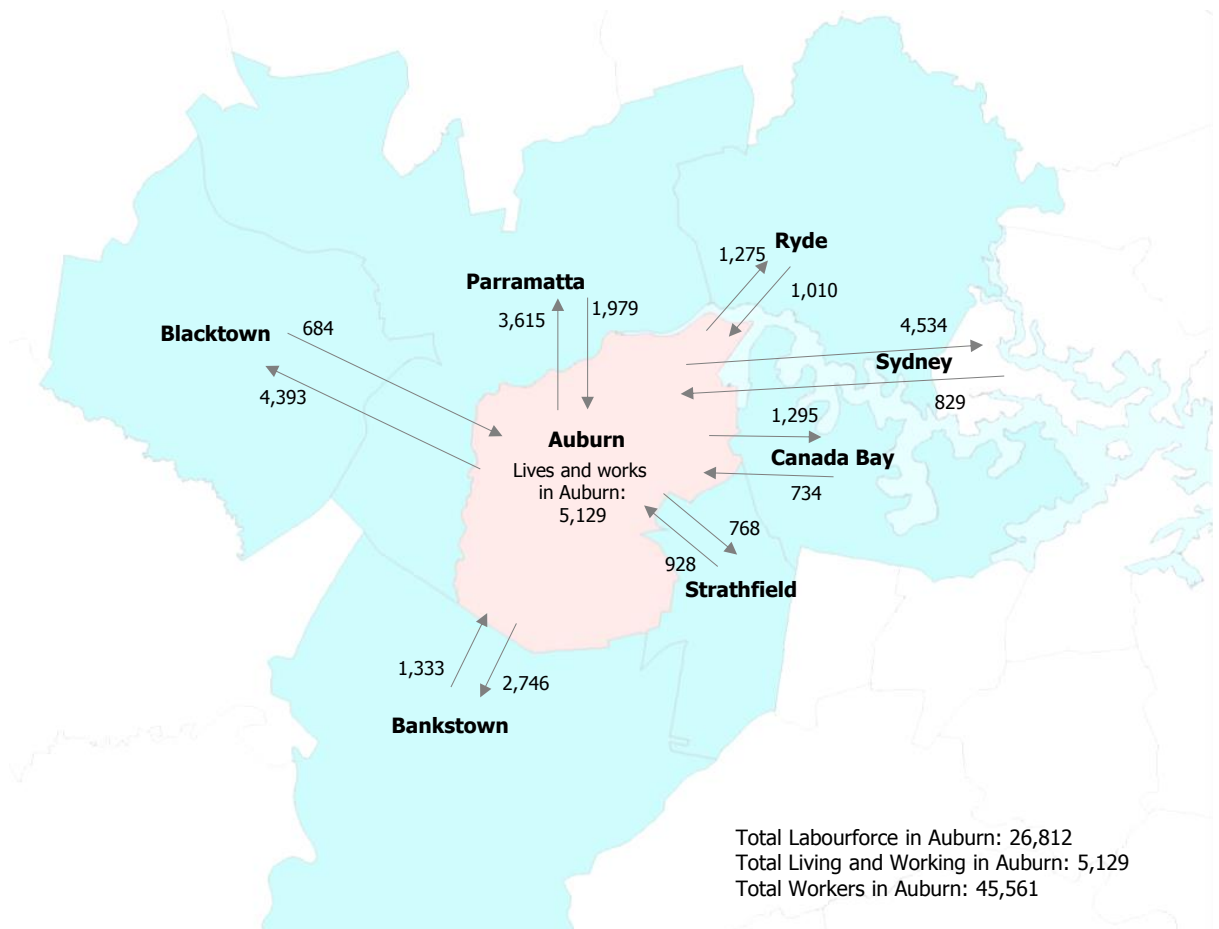 Ryde
1,275
1,010
Parramatta
3,615
1,979
Blacktown
684
4,393
4,534
Sydney
829
1,295
Canada Bay
734
Auburn
Lives and works
in Auburn:
5,129
768
928
Strathfield
1,333
2,746
Bankstown
Total Labourforce in Auburn: 26,812
Total Living and Working in Auburn: 5,129
Total Workers in Auburn: 45,561